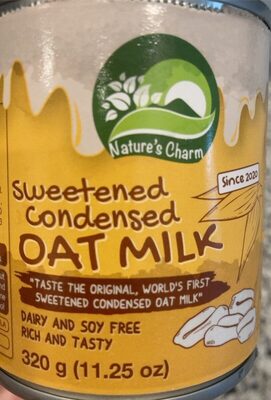 Nature's Charm
Since 2020
Sweetened
Condensed
OAT MILK
"TASTE THE ORIGINAL, WORLD'S FIRST
SWEETENED CONDENSED OAT MILK"
DAIRY AND SOY FREE
RICH AND TASTY
320 g (11.25 oz)